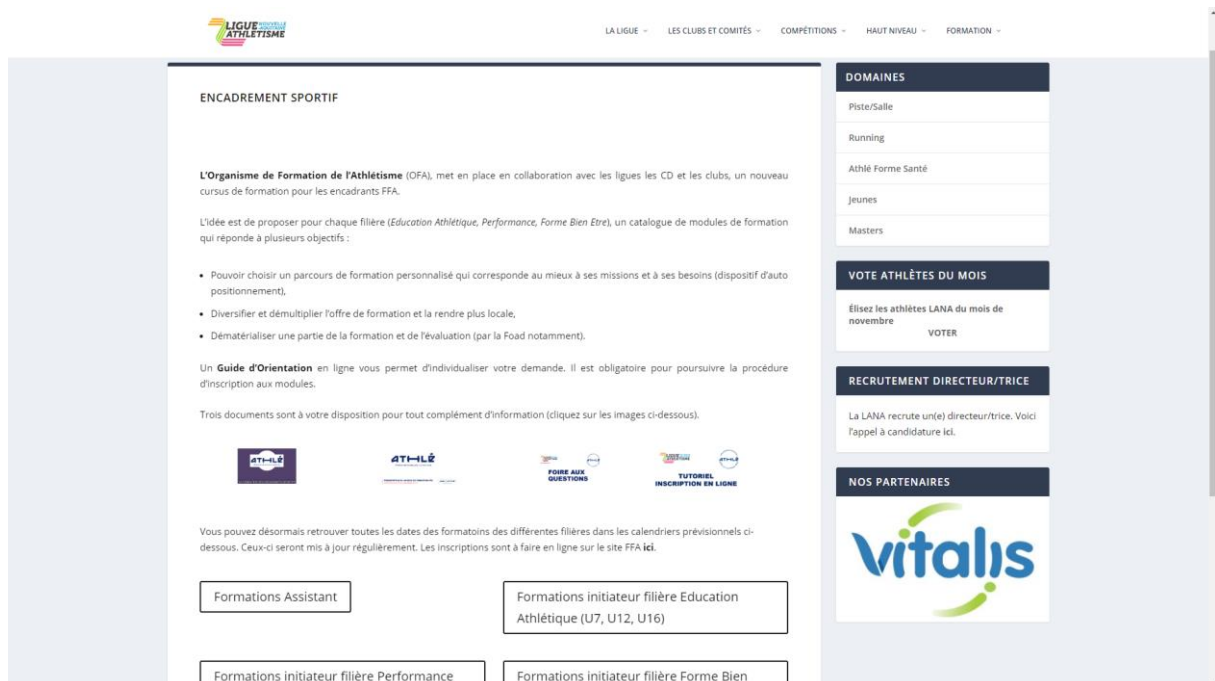 LIGUE NOUVELLE
ATHLETISME
LA LIGUE
LES CLUBS ET COMITÉS
COMPÉTITIONS
HAUT NIVEAU
FORMATION
ENCADREMENT SPORTIF
L'Organisme de Formation de l'Athlétisme (OFA), met en place en collaboration avec les ligues les CD et les clubs, un nouveau
cursus de formation pour les encadrants FFA.
L'idée est de proposer pour chaque filière (Education Athlétique, Performance, Forme Bien Etre), un catalogue de modules de formation
qui réponde à plusieurs objectifs :
• Pouvoir choisir un parcours de formation personnalisé qui corresponde au mieux à ses missions et à ses besoins (dispositif d'auto
positionnement),
• Diversifier et démultiplier l'offre de formation et la rendre plus locale,
• Dématérialiser une partie de la formation et de l'évaluation (par la Foad notamment).
Un Guide d'Orientation en ligne vous permet d'individualiser votre demande. Il est obligatoire pour poursuivre la procédure
d'inscription aux modules.
Trois documents sont à votre disposition pour tout complément d'information (cliquez sur les images ci-dessous).
ATHLÉ
ATHLÉ
FOIRE AUX
QUESTIONS
TUTORIEL
INSCRIPTION EN LIGNE
Vous pouvez désormais retrouver toutes les dates des formatoins des différentes filières dans les calendriers prévisionnels ci-
dessous. Ceux-ci seront mis à jour régulièrement. Les inscriptions sont à faire en ligne sur le site FFA ici.
Formations Assistant
Formations initiateur filière Education
Athlétique (U7, U12, U16)
Formations initiateur filière Performance
Formations initiateur filière Forme Bien
DOMAINES
Piste/Salle
Running
Athlé Forme Santé
Jeunes
Masters
VOTE ATHLÈTES DU MOIS
Élisez les athlètes LANA du mois de
novembre
VOTER
RECRUTEMENT DIRECTEUR/TRICE
La LANA recrute un(e) directeur/trice. Voici
l'appel à candidature ici.
NOS PARTENAIRES
vitalis